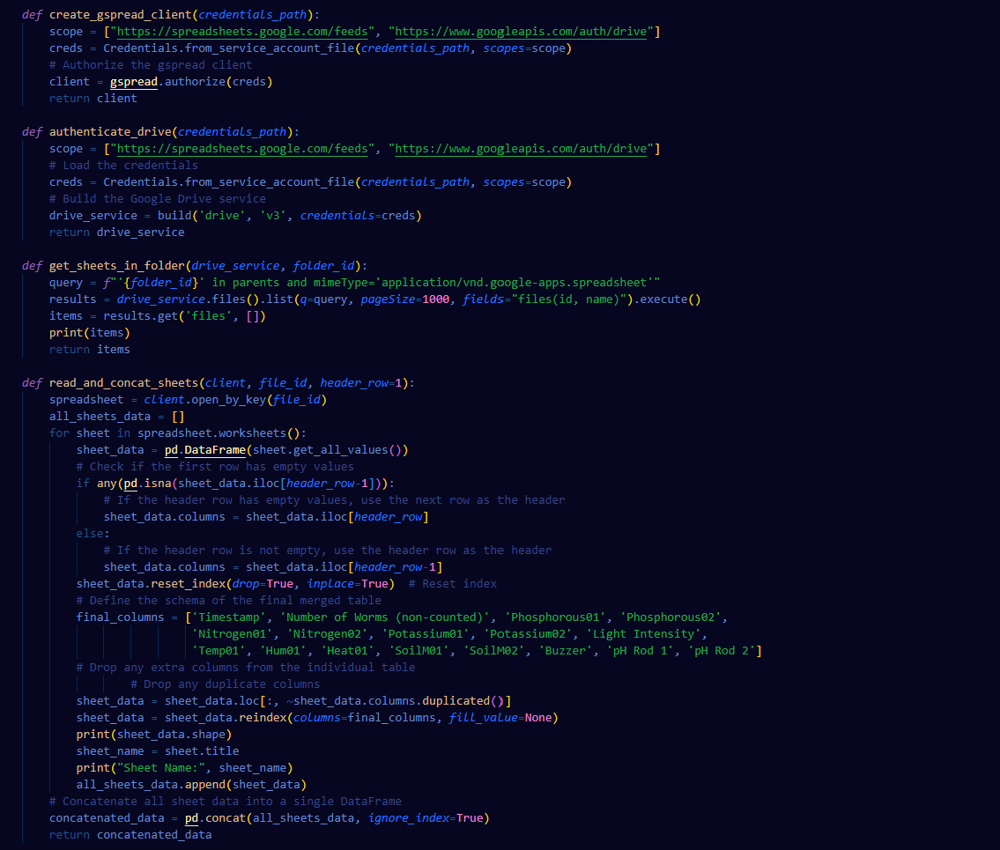 def create_gspread_client(credentials_path):
    scope = ["https://spreadsheets.google.com/feeds", "https://www.googleapis.com/auth/drive"]
    creds = Credentials.from_service_account_file(credentials_path, scopes=scope)
    # Authorize the gspread client
    client = gspread.authorize(creds)
    return client

def authenticate_drive(credentials_path):
    scope = ["https://spreadsheets.google.com/feeds", "https://www.googleapis.com/auth/drive"]
    # Load the credentials
    creds = Credentials.from_service_account_file(credentials_path, scopes=scope)
    # Build the Google Drive service
    drive_service = build('drive', 'v3', credentials=creds)
    return drive_service

def get_sheets_in_folder(drive_service, folder_id):
    query = f"'{folder_id}' in parents and mimeType='application/vnd.google-apps.spreadsheet'"
    results = drive_service.files().list(q=query, pageSize=1000, fields="files(id, name)").execute()
    items = results.get('files', [])
    print(items)
    return items

def read_and_concat_sheets(client, file_id, header_row=1):
    spreadsheet = client.open_by_key(file_id)
    all_sheets_data = []
    for sheet in spreadsheet.worksheets():
        sheet_data = pd.DataFrame(sheet.get_all_values())
        # Check if the first row has empty values
        if any(pd.isna(sheet_data.iloc[header_row-1])):
            # If the header row has empty values, use the next row as the header
            sheet_data.columns = sheet_data.iloc[header_row]
        else:
            # If the header row is not empty, use the header row as the header
            sheet_data.columns = sheet_data.iloc[header_row-1]
        sheet_data.reset_index(drop=True, inplace=True)  # Reset index
        # Define the schema of the final merged table
        final_columns = ['Timestamp', 'Number of Worms (non-counted)', 'Phosphorous01', 'Phosphorous02',
                         'Nitrogen01', 'Nitrogen02', 'Potassium01', 'Potassium02', 'Light Intensity',
                         'Temp01', 'Hum01', 'Heat01', 'SoilM01', 'SoilM02', 'Buzzer', 'pH Rod 1', 'pH Rod 2']
        # Drop any extra columns from the individual table
                # Drop any duplicate columns
        sheet_data = sheet_data.loc[:, ~sheet_data.columns.duplicated()]
        sheet_data = sheet_data.reindex(columns=final_columns, fill_value=None)
        print(sheet_data.shape)
        sheet_name = sheet.title
        print("Sheet Name:", sheet_name)
        all_sheets_data.append(sheet_data)
    # Concatenate all sheet data into a single DataFrame
    concatenated_data = pd.concat(all_sheets_data, ignore_index=True)
    return concatenated_data